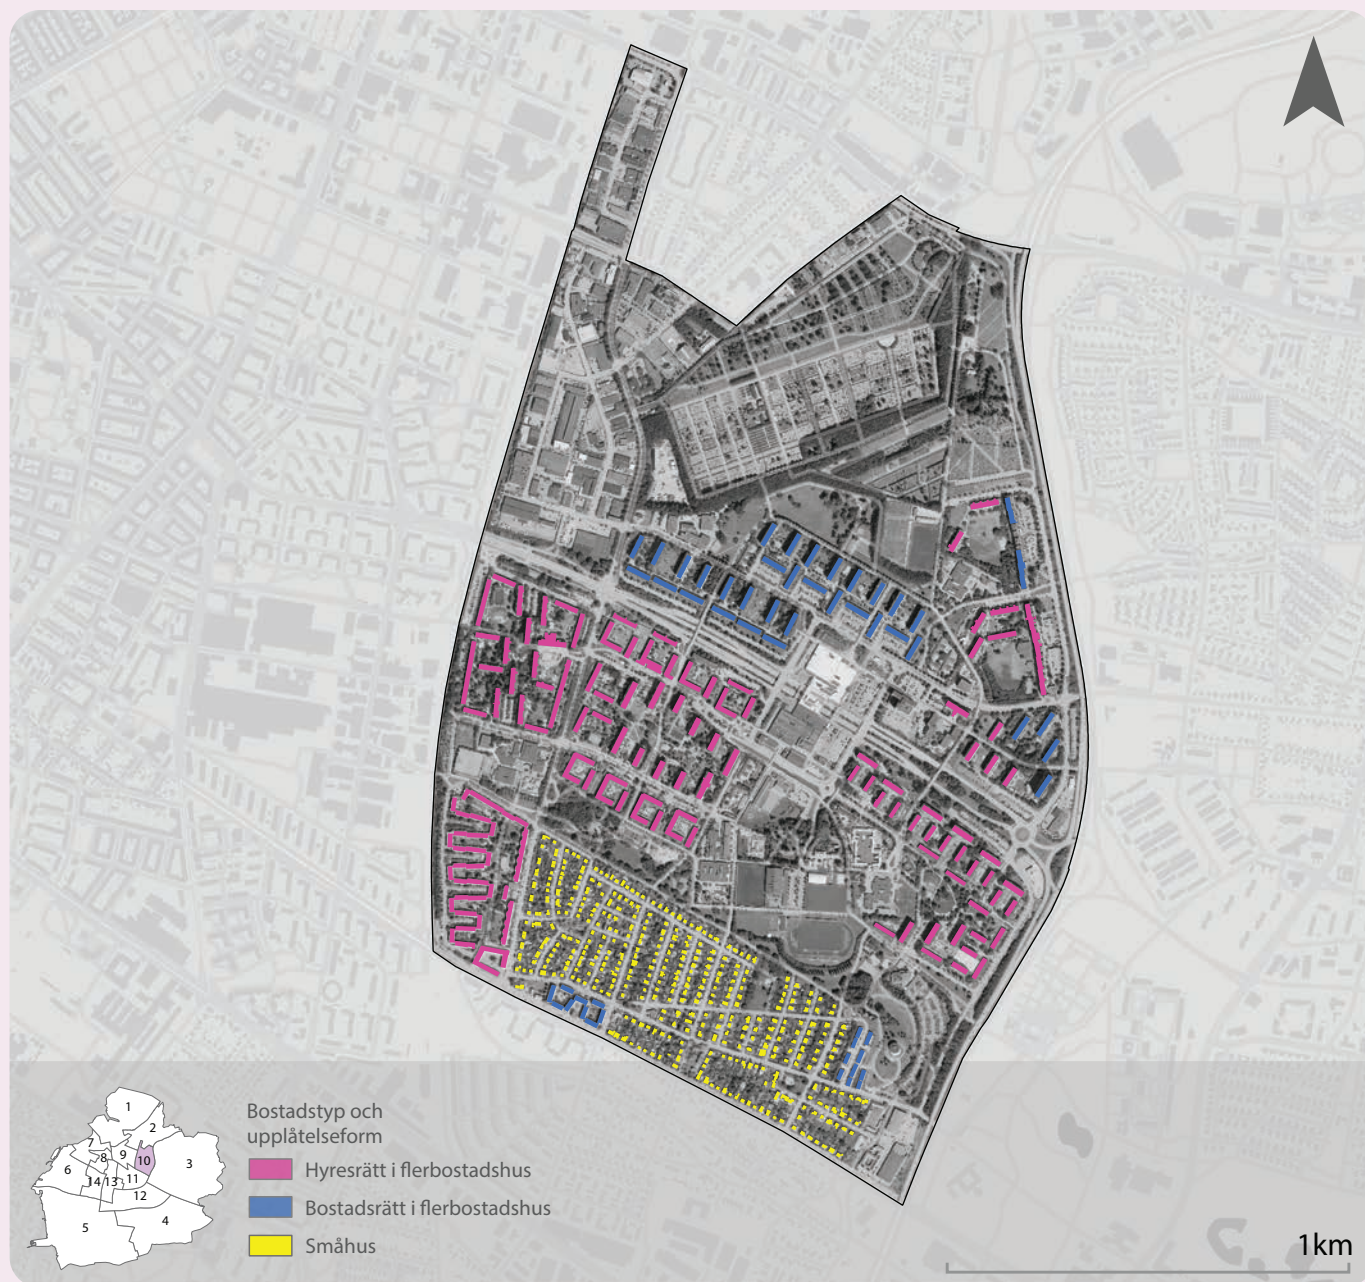 1
2
7
9
8
10
3
6
14
13
11
12
5
4
Bostadstyp och
upplåtelseform
Hyresrätt i flerbostadshus
Bostadsrätt i flerbostadshus
Småhus
1km